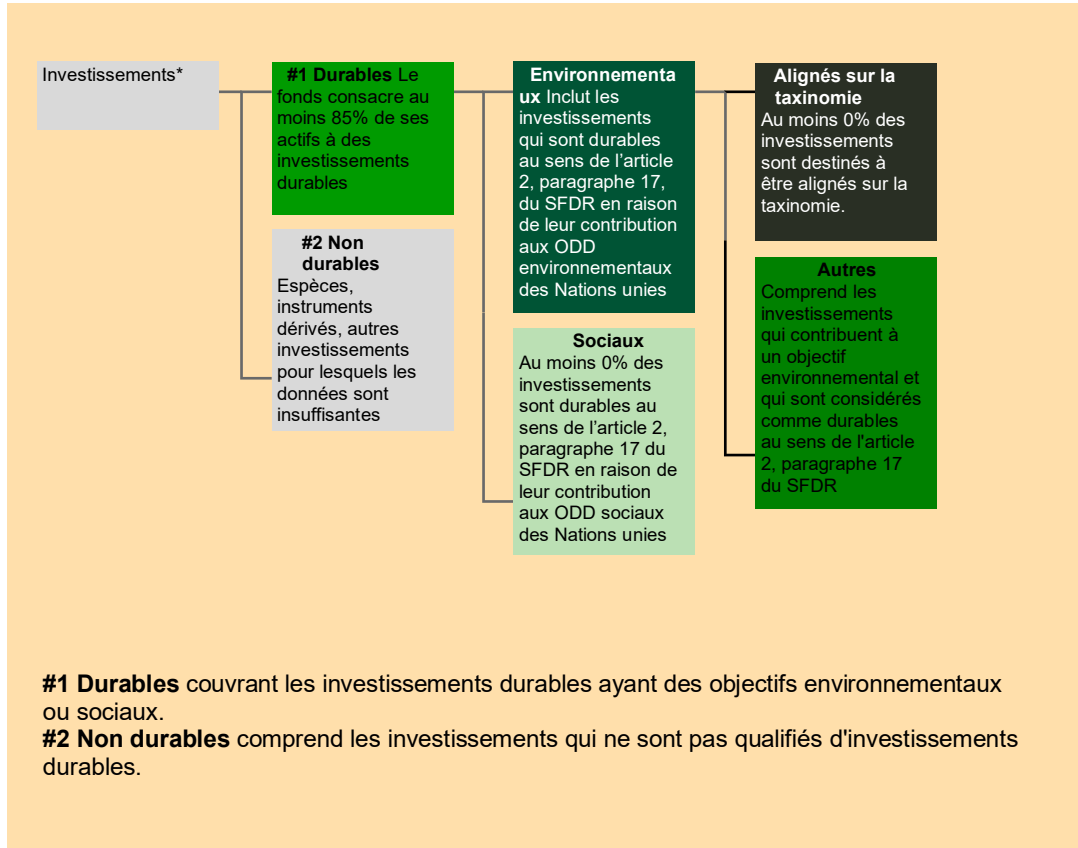 Investissements*
#1 Durables Le
fonds consacre au
moins 85% de ses
actifs à des
investissements
durables
#2 Non
durables
Espèces,
instruments
dérivés, autres
investissements
pour lesquels les
données sont
insuffisantes
Environnementa
ux Inclut les
investissements
qui sont durables
au sens de l’article
2, paragraphe 17,
du SFDR en raison
de leur contribution
aux ODD
environnementaux
des Nations unies
Sociaux
Au moins 0% des
investissements
sont durables au
sens de l’article 2,
paragraphe 17 du
SFDR en raison de
leur contribution
aux ODD sociaux
des Nations unies
Alignés sur la
taxinomie
Au moins 0% des
investissements
sont destinés à
être alignés sur la
taxinomie.
Autres
Comprend les
investissements
qui contribuent à
un objectif
environnemental et
qui sont considérés
comme durables
au sens de l'article
2, paragraphe 17
du SFDR
#1 Durables couvrant les investissements durables ayant des objectifs environnementaux
ou sociaux.
#2 Non durables comprend les investissements qui ne sont pas qualifiés d'investissements
durables.